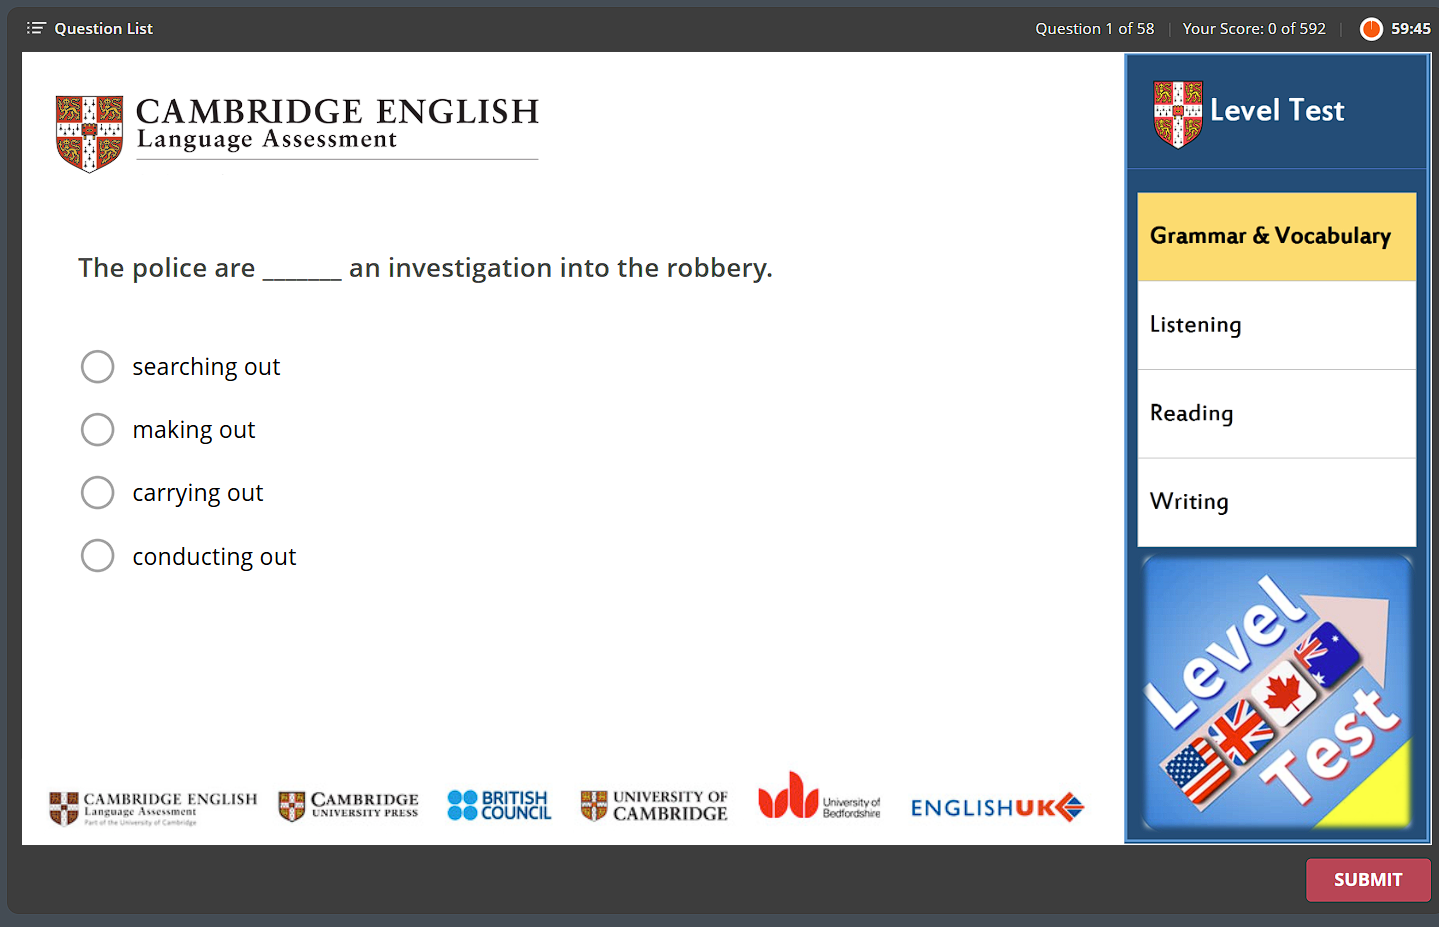 Question List
Question 1 of 58
Your Score: 0 of 592
59:45
CAMBRIDGE ENGLISH
Language Assessment
Level Test
The police are _______ an investigation into the robbery.
searching out
making out
carrying out
conducting out
Grammar & Vocabulary
Listening
Reading
Writing
Level
Test
CAMBRIDGE ENGLISH
Language Assessment
Part of the University of Cambridge
CAMBRIDGE
UNIVERSITY PRESS
BRITISH
COUNCIL
UNIVERSITY OF
CAMBRIDGE
University of
Bedfordshire
ENGLISHUK
SUBMIT